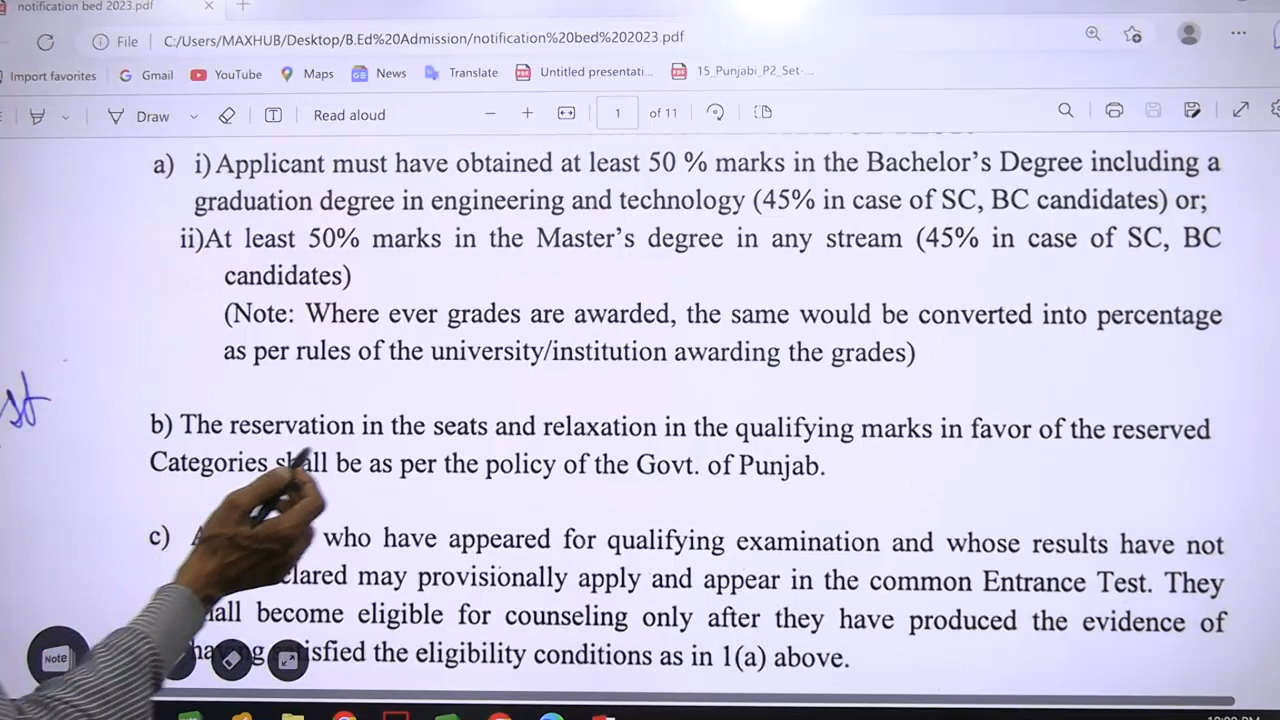 notification bed 2023.pdf
File C:/Users/MAXHUB/Desktop/B.Ed%20Admission/notification%20bed%202023.pdf
Import favorites Gmail YouTube Maps News Translate Untitled presentati... 15_Punjabi_P2_Set-...
Draw Read aloud 1 of 11
a) i) Applicant must have obtained at least 50 % marks in the Bachelor's Degree including a
graduation degree in engineering and technology (45% in case of SC, BC candidates) or;
ii)At least 50% marks in the Master's degree in any stream (45% in case of SC, BC
candidates)
(Note: Where ever grades are awarded, the same would be converted into percentage
as per rules of the university/institution awarding the grades)
st
b) The reservation in the seats and relaxation in the qualifying marks in favor of the reserved
Categories shall be as per the policy of the Govt. of Punjab.
c) who have appeared for qualifying examination and whose results have not
clared may provisionally apply and appear in the common Entrance Test. They
hall become eligible for counseling only after they have produced the evidence of
having satisfied the eligibility conditions as in 1(a) above.
Note